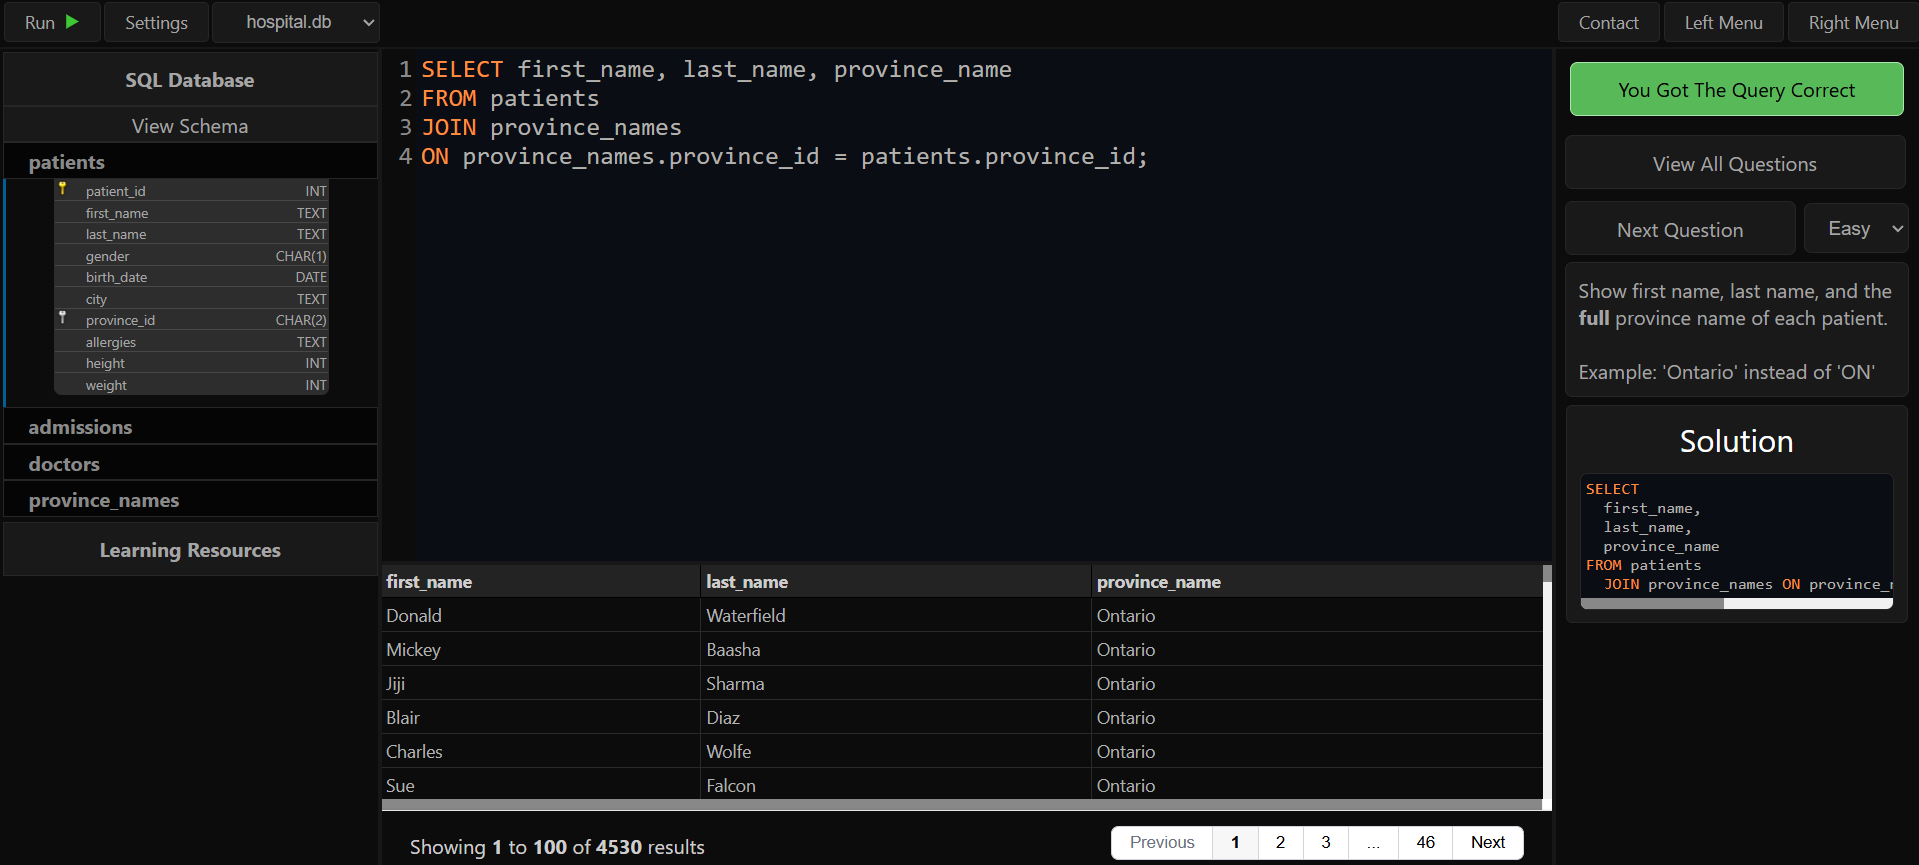 Run
Settings
hospital.db
Contact
Left Menu
Right Menu
SQL Database
View Schema
patients
patient_id INT
first_name TEXT
last_name TEXT
gender CHAR(1)
birth_date DATE
city TEXT
province_id CHAR(2)
allergies TEXT
height INT
weight INT
admissions
doctors
province_names
Learning Resources
1 SELECT first_name, last_name, province_name
2 FROM patients
3 JOIN province_names
4 ON province_names.province_id = patients.province_id;
first_name last_name province_name
Donald Waterfield Ontario
Mickey Baasha Ontario
Jiji Sharma Ontario
Blair Diaz Ontario
Charles Wolfe Ontario
Sue Falcon Ontario
Showing 1 to 100 of 4530 results
Previous 1 2 3 ... 46 Next
You Got The Query Correct
View All Questions
Next Question
Easy
Show first name, last name, and the
full province name of each patient.
Example: 'Ontario' instead of 'ON'
Solution
SELECT
first_name,
last_name,
province_name
FROM patients
JOIN province_names ON province_n